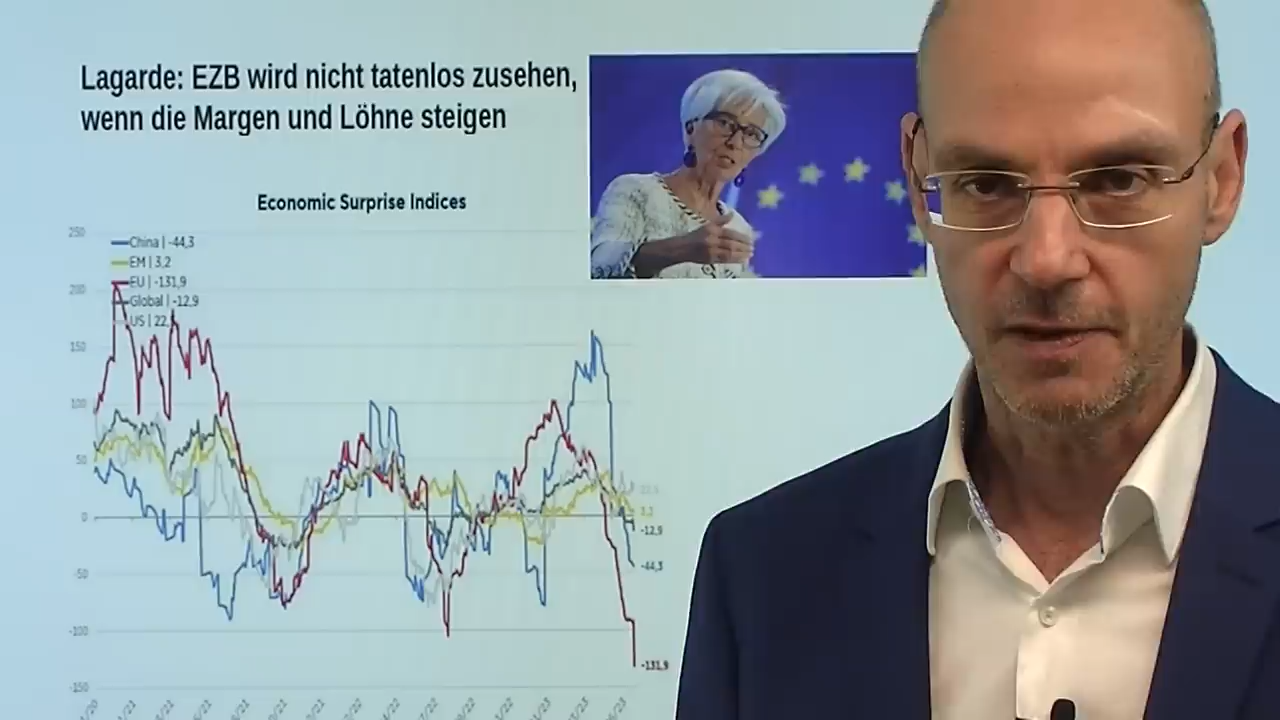 Lagarde: EZB wird nicht tatenlos zusehen,
wenn die Margen und Löhne steigen
Economic Surprise Indices
250
200
150
100
50
0
-50
-100
-150
China | -44,3
EM | 3,2
EU | -131,9
Global | -12,9
US | 22,
-12,9
-44,3
-131,9